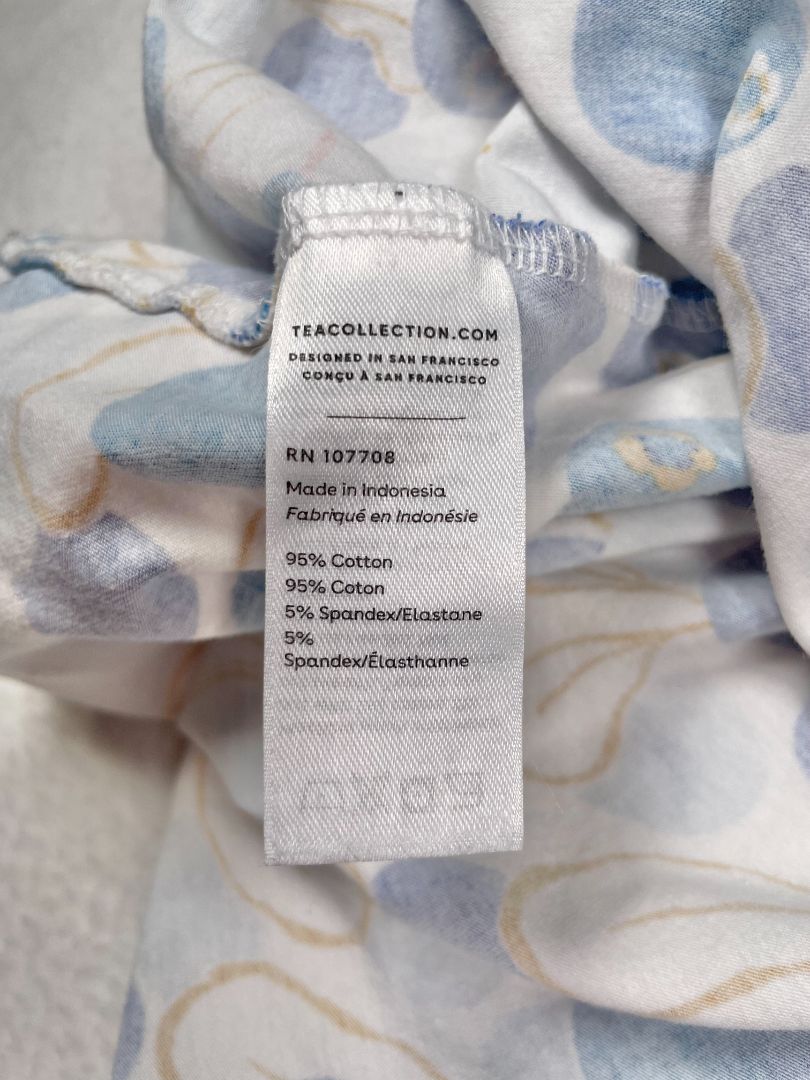 TEACOLLECTION.COM
DESIGNED IN SAN FRANCISCO
CONÇU À SAN FRANCISCO
RN 107708
Made in Indonesia
Fabriqué en Indonésie
95% Cotton
95% Coton
5% Spandex/Elastane
5%
Spandex/Élasthanne